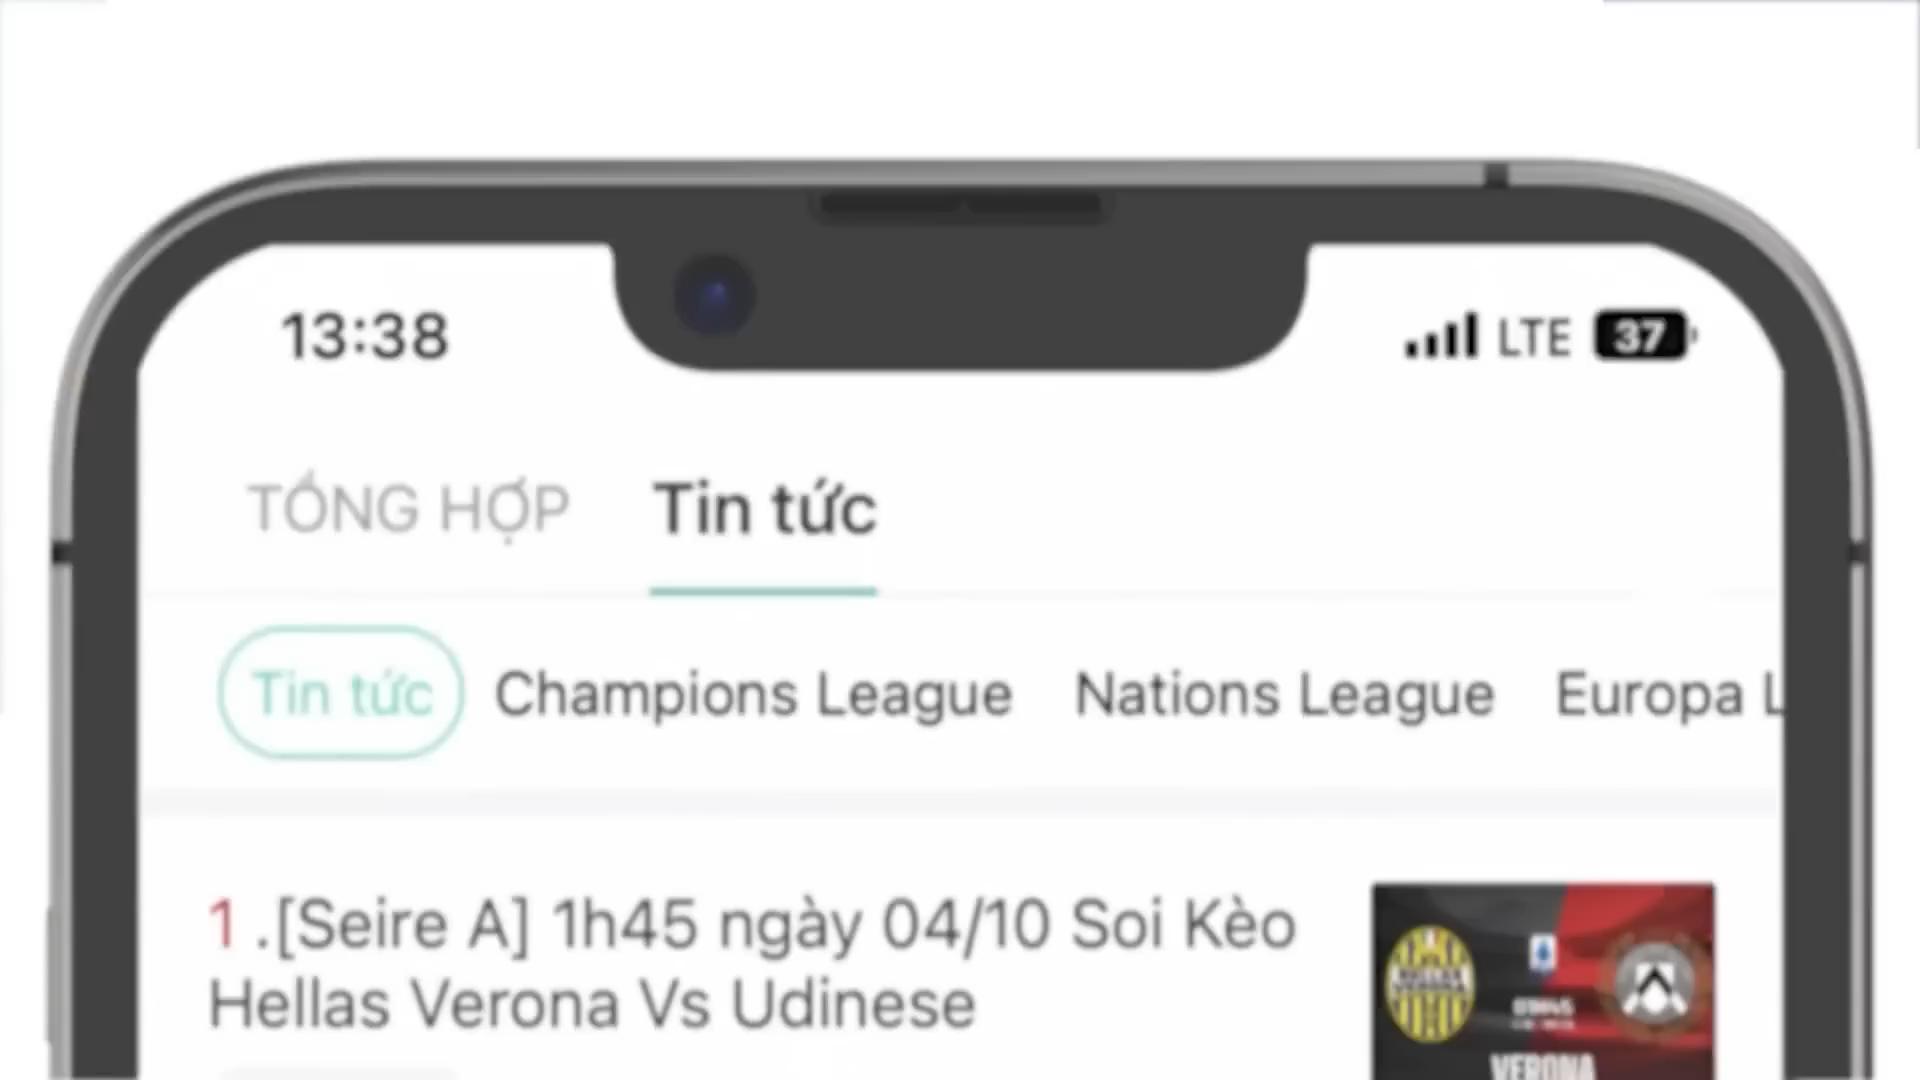 13:38
LTE 37
TỔNG HỢP Tin tức
Tin tức Champions League Nations League Europa L
1 .[Seire A] 1h45 ngày 04/10 Soi Kèo
Hellas Verona Vs Udinese
VERONA